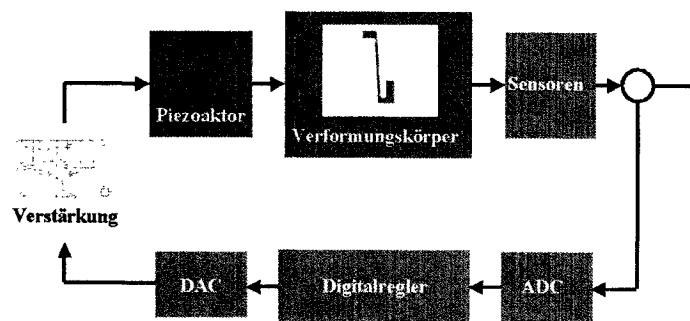 Piezoaktor
Verformungskörper
Sensoren
Verstärkung
DAC
Digitalregler
ADC